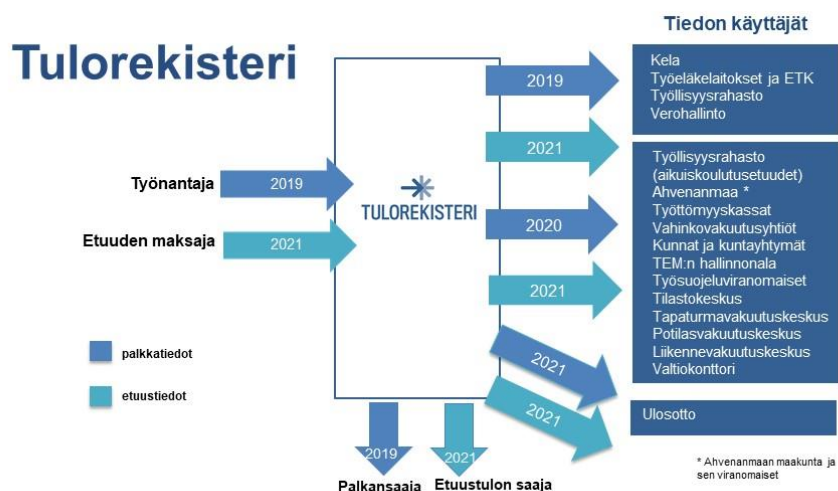 Tulorekisteri
Tiedon käyttäjät
Työnantaja
2019
Etuuden maksaja
2021
TULOREKISTERI
palkkatiedot
etuustiedot
2019
2021
2020
2021
2021
2021
Kela
Työeläkelaitokset ja ETK
Työllisyysrahasto
Verohallinto
Työllisyysrahasto
(aikuiskoulutusetuudet)
Ahvenanmaa *
Työttömyyskassat
Vahinkovakuutusyhtiöt
Kunnat ja kuntayhtymät
TEM:n hallinnonala
Työsuojeluviranomaiset
Tilastokeskus
Tapaturmavakuutuskeskus
Potilasvakuutuskeskus
Liikennevakuutuskeskus
Valtiokonttori
Ulosotto
2019
2021
Palkansaaja
Etuustulon saaja
* Ahvenanmaan maakunta ja
sen viranomaiset